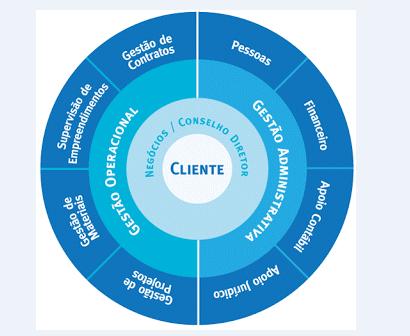 Gestão de
Contratos
Pessoas
Supervisão de
Empreendimentos
Financeiro
Gestão Operacional
Negócios / Conselho Diretor
Gestão Administrativa
Cliente
Gestão de
Materiais
Apoio Contábil
Gestão de
Projetos
Apoio Jurídico